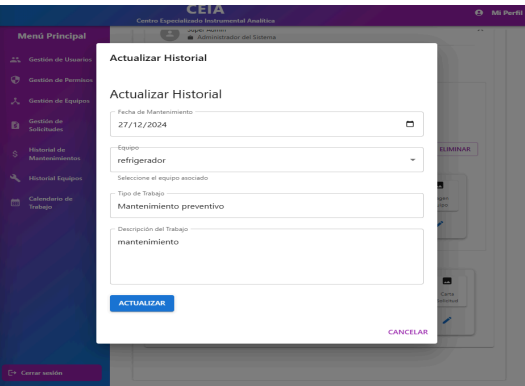 CEIA
Centro Especializado Instrumental Analítica
Mi Perfil
Menú Principal
Super Admin
Administrador del Sistema
Gestión de Usuarios
Gestión de Permisos
Gestión de Equipos
Gestión de
Solicitudes
Historial de
Mantenimientos
Historial Equipos
Calendario de
Trabajo
Cerrar sesión
Actualizar Historial
Actualizar Historial
Fecha de Mantenimiento
27/12/2024
Equipo
refrigerador
Seleccione el equipo asociado
Tipo de Trabajo
Mantenimiento preventivo
Descripción del Trabajo
mantenimiento
ACTUALIZAR
CANCELAR
ELIMINAR
Carta